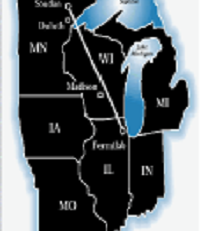 Soudan
Duluth
MN
WI
Lake
Michigan
Madison
MI
IA
Fermilab
IL
IN
MO